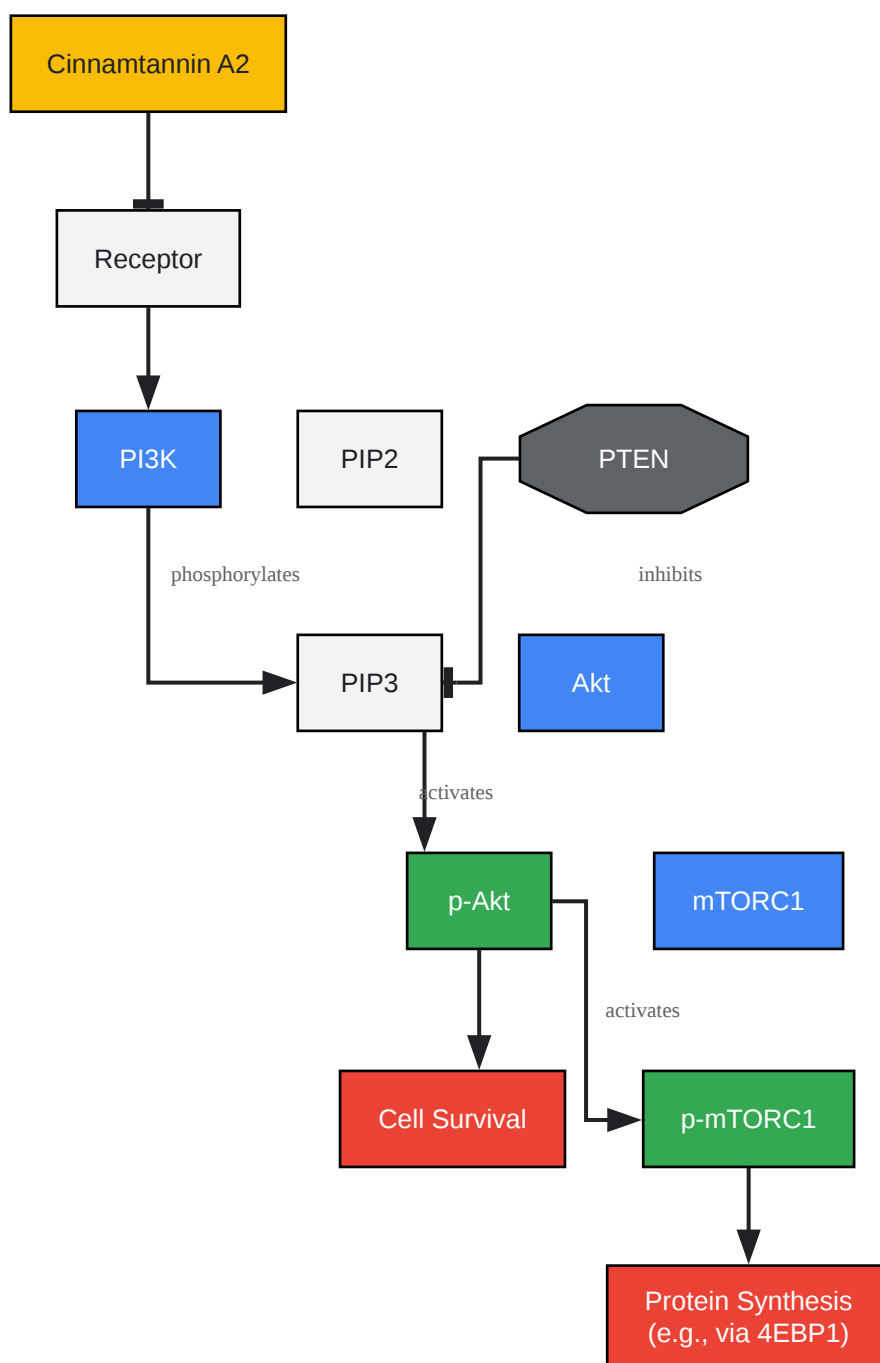 Cinnamtannin A2
Receptor
PI3K
PIP2
PTEN
phosphorylates
inhibits
PIP3
Akt
activates
p-Akt
mTORC1
activates
Cell Survival
p-mTORC1
Protein Synthesis
(e.g., via 4EBP1)